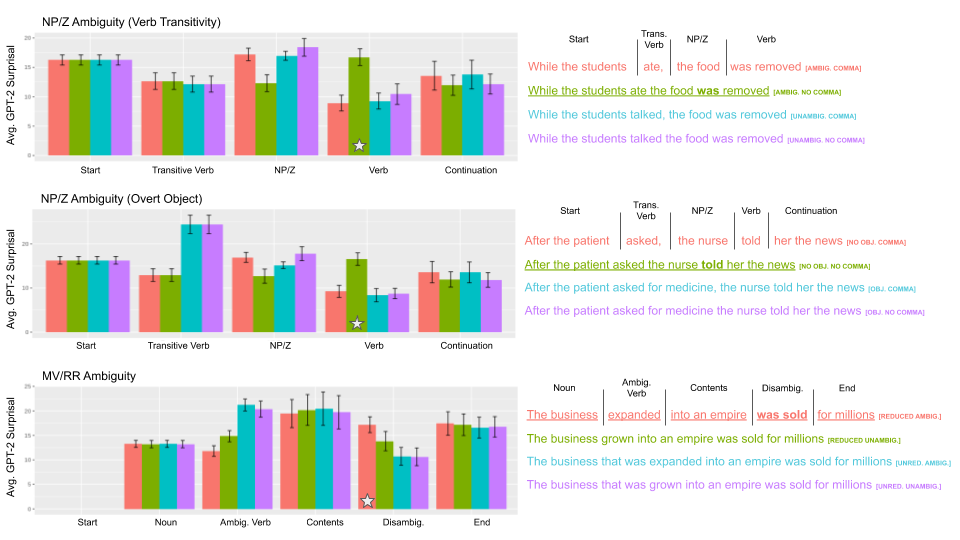 NP/Z Ambiguity (Verb Transitivity)
Avg. GPT-2 Surprisal
20
15
10
5
0
Start Transitive Verb NP/Z Verb Continuation
Start Trans. Verb NP/Z Verb
While the students ate, the food was removed [AMBIG. COMMA]
While the students ate the food was removed [AMBIG. NO COMMA]
While the students talked, the food was removed [UNAMBIG. COMMA]
While the students talked the food was removed [UNAMBIG. NO COMMA]
NP/Z Ambiguity (Overt Object)
Avg. GPT-2 Surprisal
20
10
0
Start Transitive Verb NP/Z Verb Continuation
Start Trans. Verb NP/Z Verb Continuation
After the patient asked, the nurse told her the news [NO OBJ. COMMA]
After the patient asked the nurse told her the news [NO OBJ. NO COMMA]
After the patient asked for medicine, the nurse told her the news [OBJ. COMMA]
After the patient asked for medicine the nurse told her the news [OBJ. NO COMMA]
MV/RR Ambiguity
Avg. GPT-2 Surprisal
25
20
15
10
5
0
Start Noun Ambig. Verb Contents Disambig. End
Noun Ambig. Verb Contents Disambig. End
The business expanded into an empire was sold for millions [REDUCED AMBIG.]
The business grown into an empire was sold for millions [REDUCED UNAMBIG.]
The business that was expanded into an empire was sold for millions [UNRED. AMBIG.]
The business that was grown into an empire was sold for millions [UNRED. UNAMBIG.]